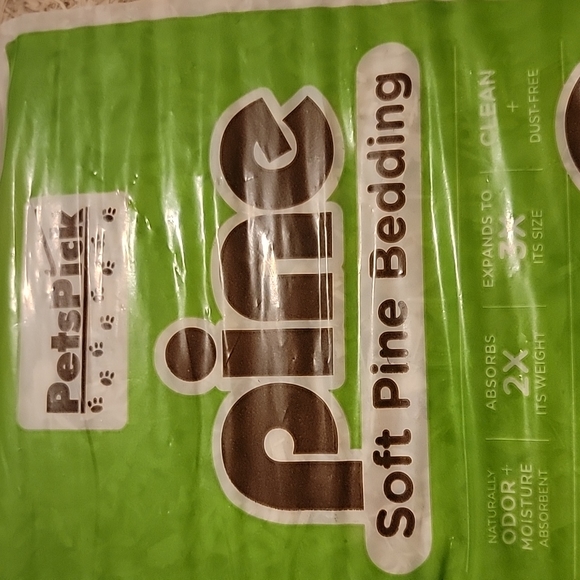 PetsPick
pine
Soft Pine Bedding
NATURALLY
ODOR +
MOISTURE
ABSORBENT
ABSORBS
2X
ITS WEIGHT
EXPANDS TO
3X
ITS SIZE
CLEAN
+
DUST-FREE